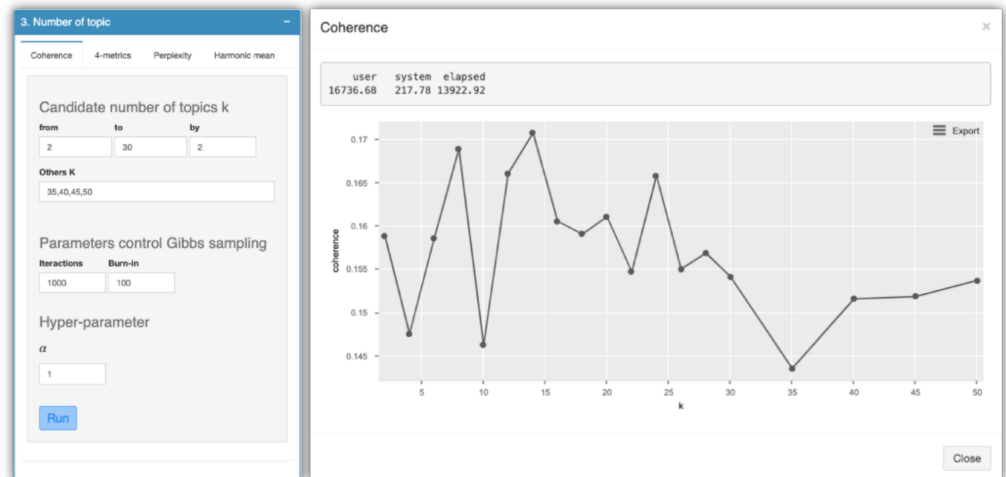 3. Number of topic –
Coherence 4-metrics Perplexity Harmonic mean
Candidate number of topics k
from to by
2 30 2
Others K
35,40,45,50
Parameters control Gibbs sampling
Iteractions Burn-in
1000 100
Hyper-parameter
α
1
Run
Coherence ×
user system elapsed
16736.68 217.78 13922.92
Export
0.17
0.165
0.16
0.155
0.15
0.145
coherence
5 10 15 20 25 30 35 40 45 50
k
Close